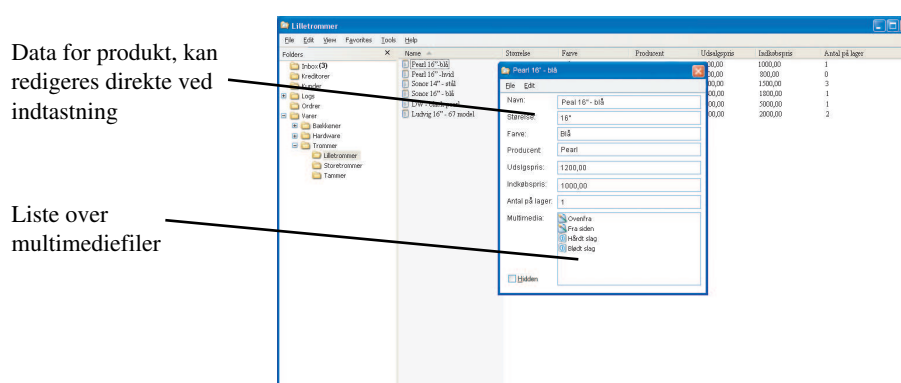 Lilletrommer
File Edit View Favorites Tools Help
Folders × Name Størrelse Farve Producent Udsalgspris Indkøbspris Antal på lager
Data for produkt, kan
redigeres direkte ved
indtastning
Inbox (3)
Kreditorer
Kunder
Logs
Ordrer
Varer
Bækkener
Hardware
Trommer
Lilletrommer
Storetrommer
Tammer
Pearl 16"-blå 1000,00 1
Pearl 16" -hvid 800,00 0
Sonor 14" - stål 1500,00 3
Sonor 16" - blå 1800,00 1
5000,00 1
Ludvig 16" - 67 model 2000,00 2
Pearl 16" - blå
File Edit
Navn: Peal 16" - blå
Størelse: 16"
Farve: Blå
Producent: Pearl
Udslgspris: 1200,00
Indkøbspris: 1000,00
Antal på lager: 1
Multimedia: Ovenfra
Fra siden
Hårdt slag
Blødt slag
Hidden
Liste over
multimediefiler